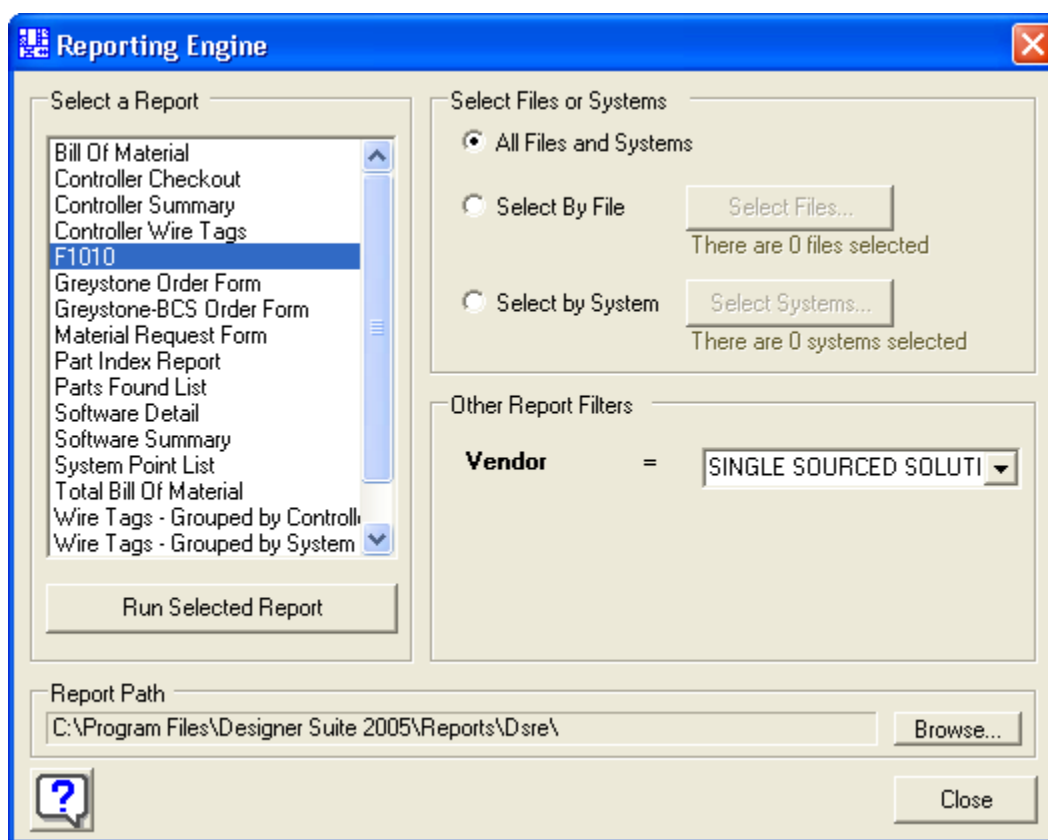 Reporting Engine
Select a Report
Bill Of Material
Controller Checkout
Controller Summary
Controller Wire Tags
F1010
Greystone Order Form
Greystone-BCS Order Form
Material Request Form
Part Index Report
Parts Found List
Software Detail
Software Summary
System Point List
Total Bill Of Material
Wire Tags - Grouped by Controll
Wire Tags - Grouped by System
Run Selected Report
Select Files or Systems
All Files and Systems
Select By File
Select Files...
There are 0 files selected
Select by System
Select Systems...
There are 0 systems selected
Other Report Filters
Vendor = SINGLE SOURCED SOLUTI
Report Path
C:\Program Files\Designer Suite 2005\Reports\Dsre\
Browse...
?
Close